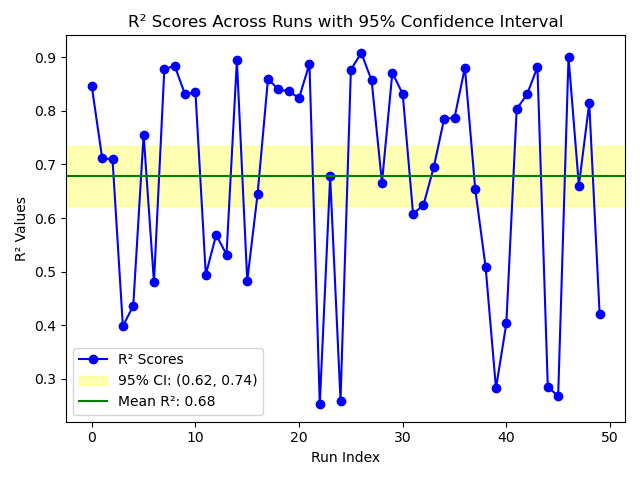 R² Scores Across Runs with 95% Confidence Interval
0.9
0.8
0.7
0.6
0.5
0.4
0.3
R² Values
R² Scores
95% CI: (0.62, 0.74)
Mean R²: 0.68
0 10 20 30 40 50
Run Index